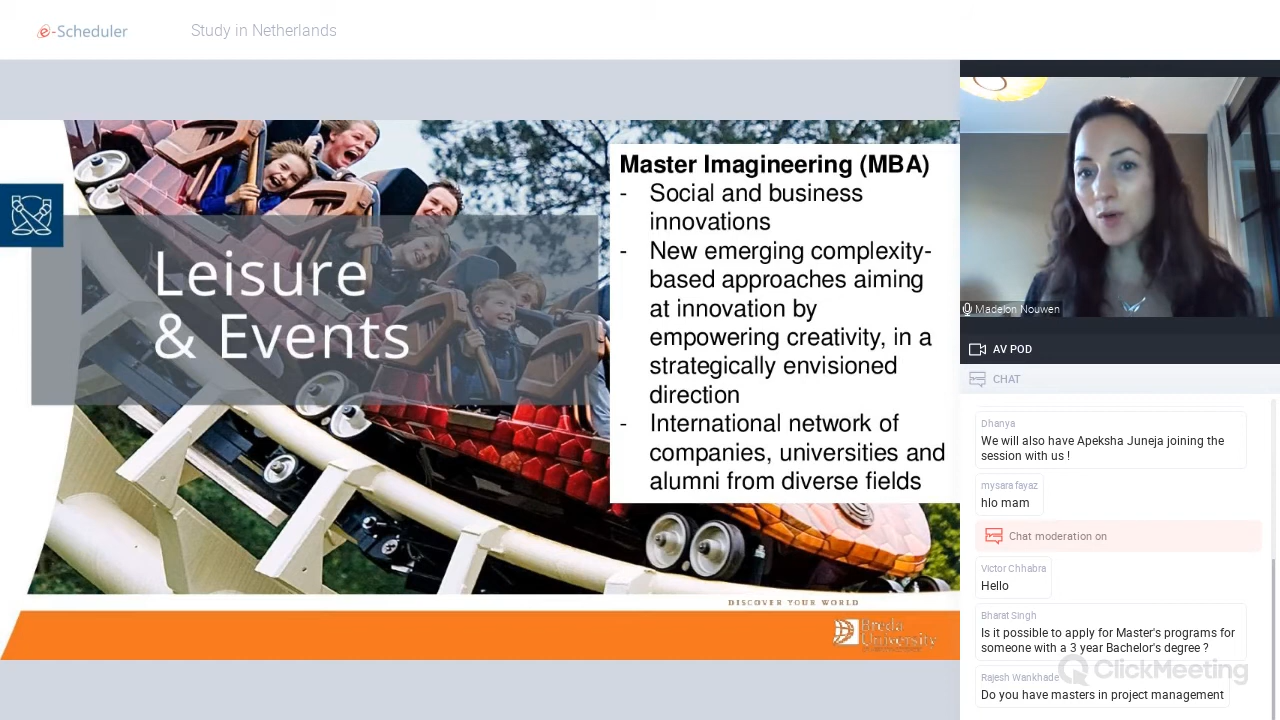 e-Scheduler
Study in Netherlands
Leisure
& Events
Master Imagineering (MBA)
- Social and business
innovations
- New emerging complexity-
based approaches aiming
at innovation by
empowering creativity, in a
strategically envisioned
direction
- International network of
companies, universities and
alumni from diverse fields
DISCOVER YOUR WORLD
Breda
University
Madelon Nouwen
AV POD
CHAT
Dhanya
We will also have Apeksha Juneja joining the
session with us !
mysara fayaz
hlo mam
Chat moderation on
Victor Chhabra
Hello
Bharat Singh
Is it possible to apply for Master's programs for
someone with a 3 year Bachelor's degree ?
ClickMeeting
Rajesh Wankhade
Do you have masters in project management